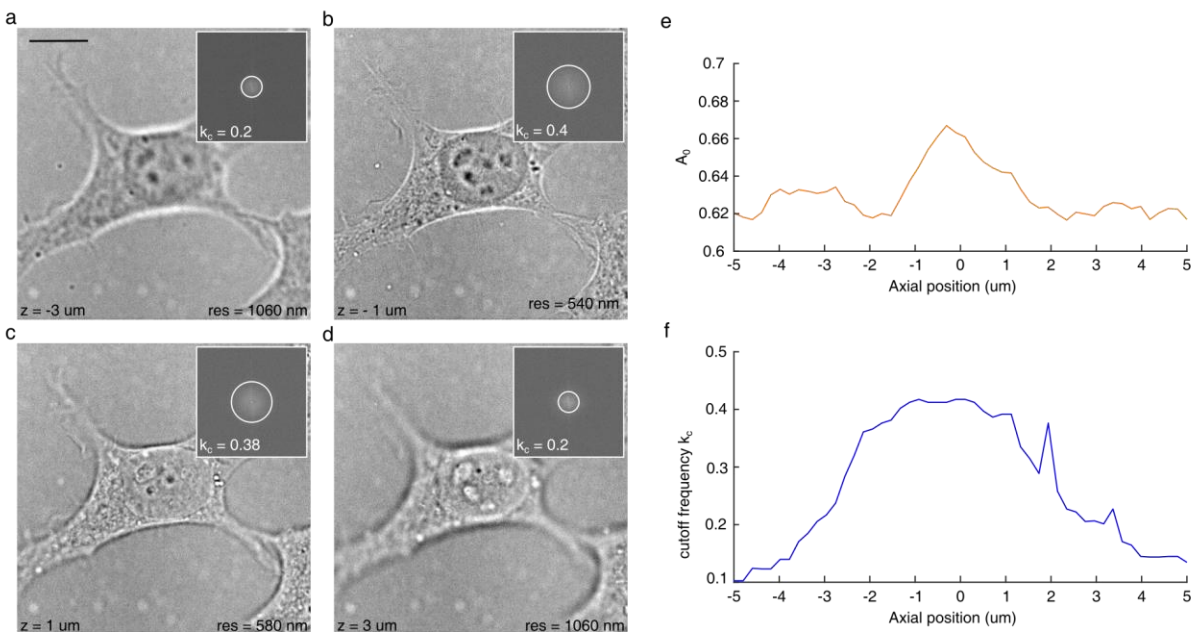 a
k_c = 0.2
z = -3 um
res = 1060 nm
b
k_c = 0.4
z = - 1 um
res = 540 nm
c
k_c = 0.38
z = 1 um
res = 580 nm
d
k_c = 0.2
z = 3 um
res = 1060 nm
e
0.7
0.68
0.66
0.64
0.62
0.6
A_0
-5 -4 -3 -2 -1 0 1 2 3 4 5
Axial position (um)
f
0.5
0.4
0.3
0.2
0.1
cutoff frequency k_c
-5 -4 -3 -2 -1 0 1 2 3 4 5
Axial position (um)